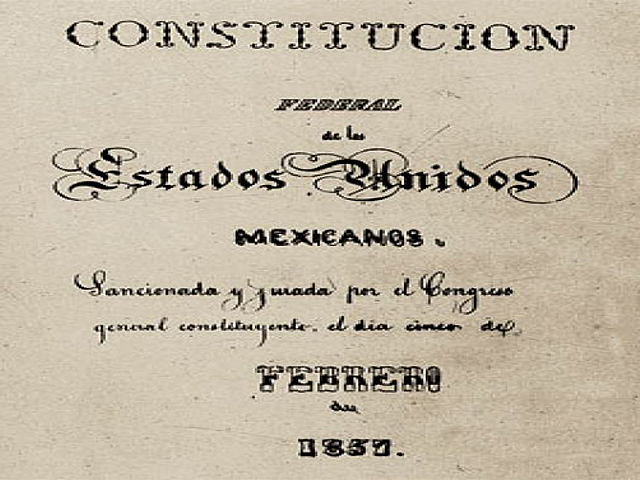 CONSTITUCION
FEDERAL
de los
Estados Unidos
MEXICANOS.
Sancionada y jurada por el Congreso
general constituyente, el dia cinco de
FEBRERO
de
1857.